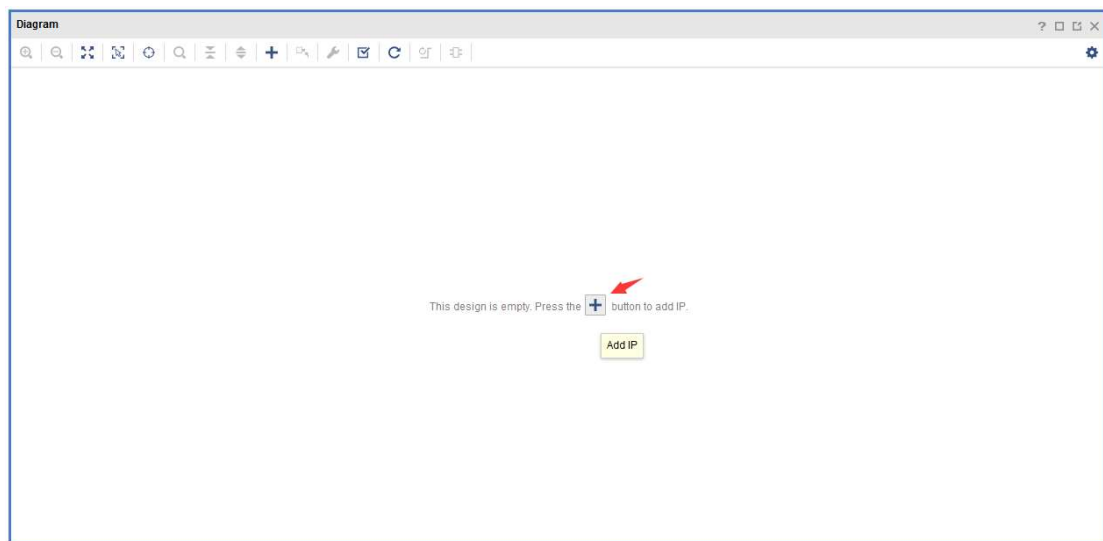 Diagram
This design is empty. Press the + button to add IP.
Add IP